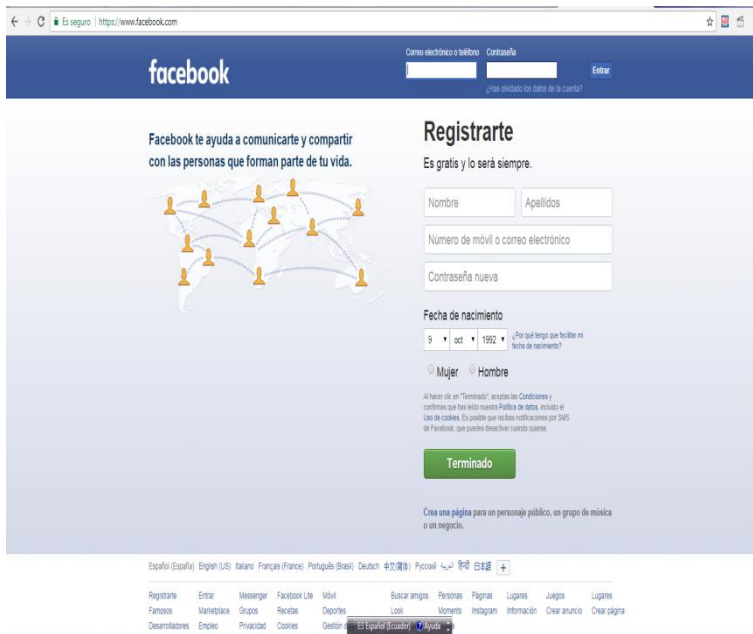 Es seguro | https://www.facebook.com
facebook
Correo electrónico o teléfono Contraseña
Entrar
¿Has olvidado los datos de la cuenta?
Facebook te ayuda a comunicarte y compartir
con las personas que forman parte de tu vida.
Registrarte
Es gratis y lo será siempre.
Nombre Apellidos
Número de móvil o correo electrónico
Contraseña nueva
Fecha de nacimiento
9 oct 1992 ¿Por qué tengo que facilitar mi
fecha de nacimiento?
Mujer Hombre
Al hacer clic en "Terminado", aceptas las Condiciones y
confirmas que has leído nuestra Política de datos, incluido el
Uso de cookies. Es posible que recibas notificaciones por SMS
de Facebook, que puedes desactivar cuando quieras.
Terminado
Crea una página para un personaje público, un grupo de música
o un negocio.
Español (España) English (US) Italiano Français (France) Português (Brasil) Deutsch 中文(简体) Русский العربية हिन्दी 日本語 +
Registrarte Entrar Messenger Facebook Lite Móvil Buscar amigos Personas Páginas Lugares Juegos Lugares
Famosos Marketplace Grupos Recetas Deportes Look Moments Instagram Información Crear anuncio Crear página
Desarrolladores Empleo Privacidad Cookies Gestión
ES Español (Ecuador) Ayuda